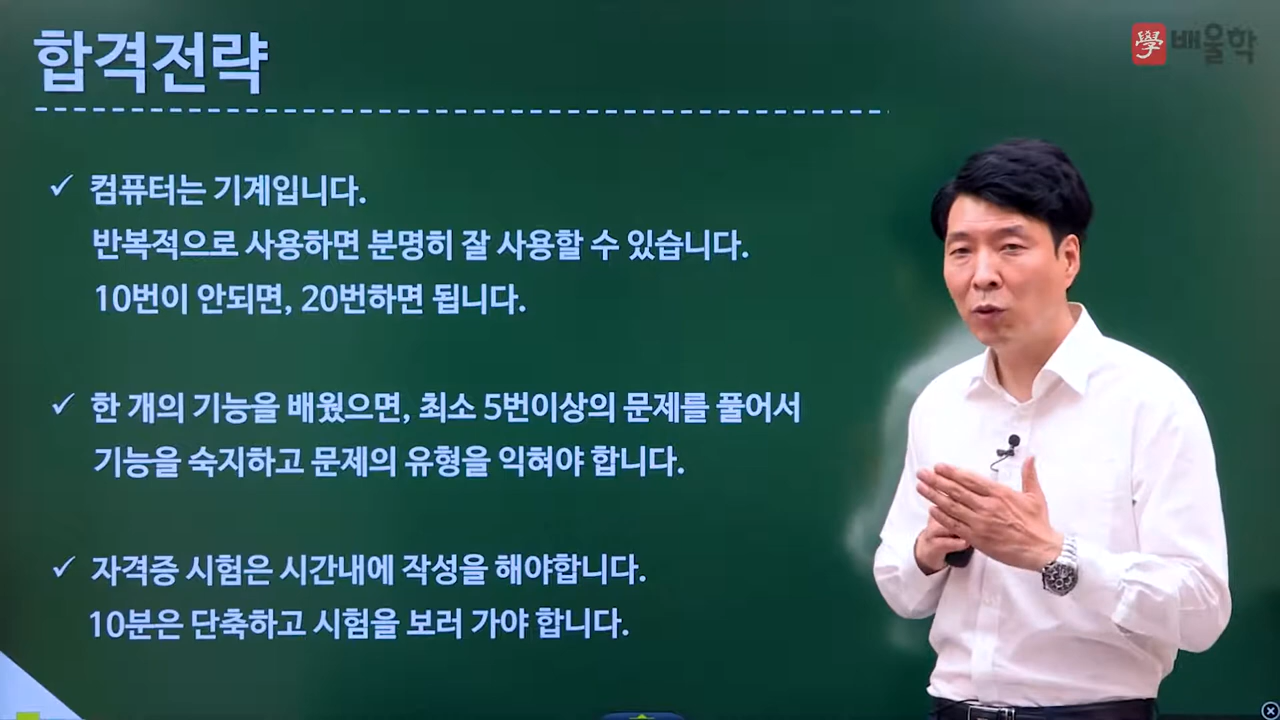 합격전략
學 배울학
✓ 컴퓨터는 기계입니다.
반복적으로 사용하면 분명히 잘 사용할 수 있습니다.
10번이 안되면, 20번하면 됩니다.
✓ 한 개의 기능을 배웠으면, 최소 5번이상의 문제를 풀어서
기능을 숙지하고 문제의 유형을 익혀야 합니다.
✓ 자격증 시험은 시간내에 작성을 해야합니다.
10분은 단축하고 시험을 보러 가야 합니다.